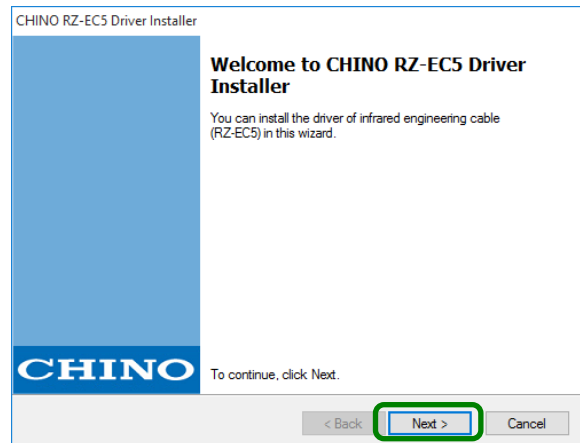 CHINO RZ-EC5 Driver Installer
Welcome to CHINO RZ-EC5 Driver
Installer
You can install the driver of infrared engineering cable
(RZ-EC5) in this wizard.
CHINO
To continue, click Next.
< Back
Next >
Cancel